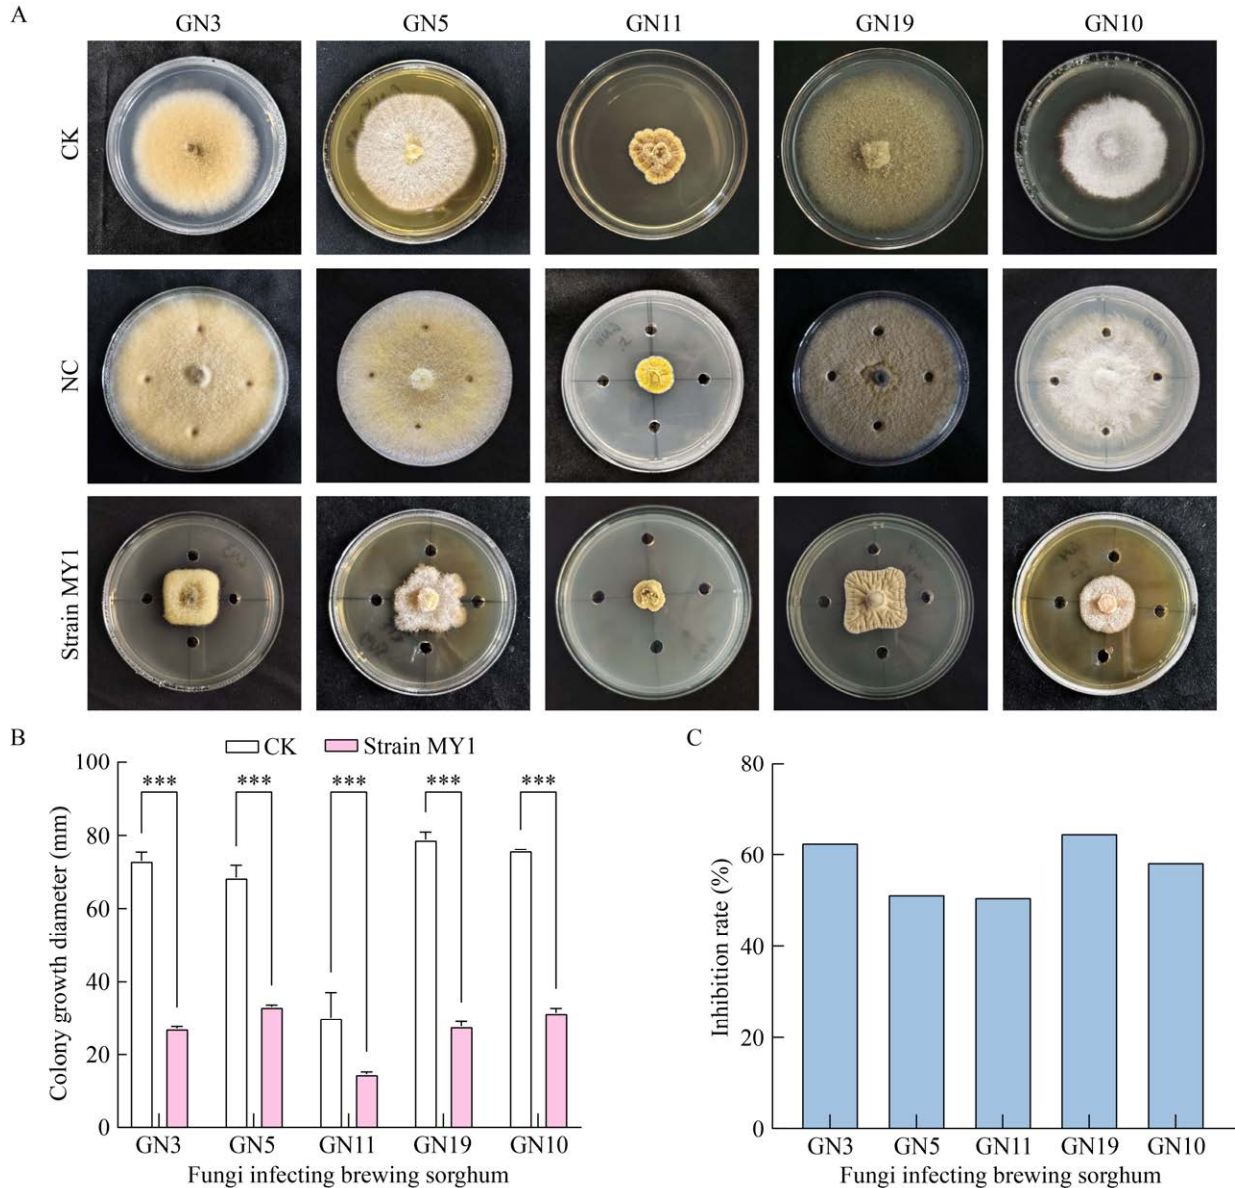 A
GN3 GN5 GN11 GN19 GN10
CK
NC
Strain MY1
B
CK Strain MY1
Colony growth diameter (mm)
100
80
60
40
20
0
*** *** *** *** ***
GN3 GN5 GN11 GN19 GN10
Fungi infecting brewing sorghum
C
Inhibition rate (%)
80
60
40
20
0
GN3 GN5 GN11 GN19 GN10
Fungi infecting brewing sorghum